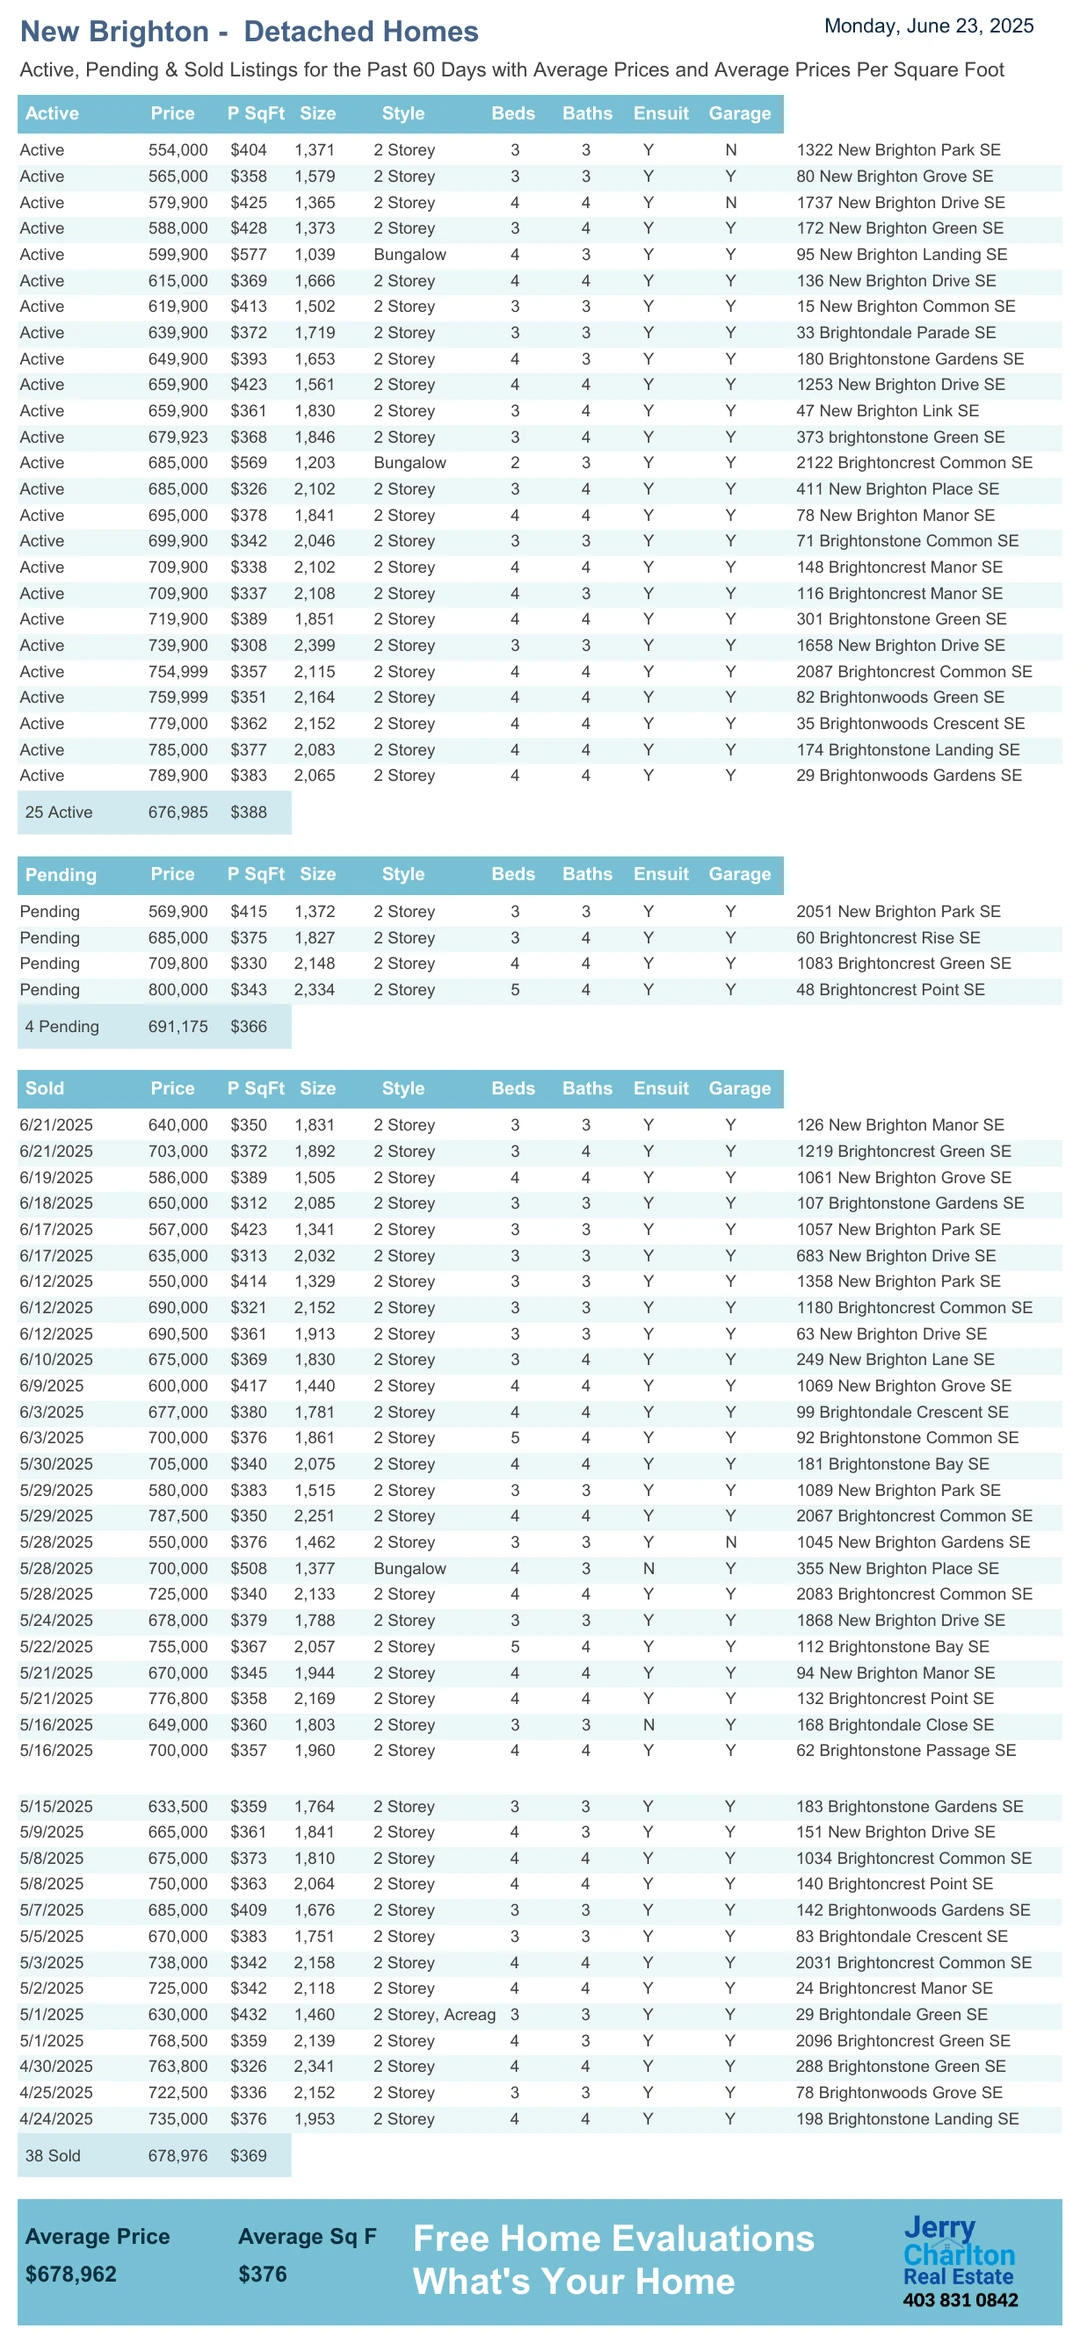 New Brighton - Detached Homes
Monday, June 23, 2025
Active, Pending & Sold Listings for the Past 60 Days with Average Prices and Average Prices Per Square Foot
Active Price P SqFt Size Style Beds Baths Ensuit Garage
Active 554,000 $404 1,371 2 Storey 3 3 Y N 1322 New Brighton Park SE
Active 565,000 $358 1,579 2 Storey 3 3 Y Y 80 New Brighton Grove SE
Active 579,900 $425 1,365 2 Storey 4 4 Y N 1737 New Brighton Drive SE
Active 588,000 $428 1,373 2 Storey 3 4 Y Y 172 New Brighton Green SE
Active 599,900 $577 1,039 Bungalow 4 3 Y Y 95 New Brighton Landing SE
Active 615,000 $369 1,666 2 Storey 4 4 Y Y 136 New Brighton Drive SE
Active 619,900 $413 1,502 2 Storey 3 3 Y Y 15 New Brighton Common SE
Active 639,900 $372 1,719 2 Storey 3 3 Y Y 33 Brightondale Parade SE
Active 649,900 $393 1,653 2 Storey 4 3 Y Y 180 Brightonstone Gardens SE
Active 659,900 $423 1,561 2 Storey 4 4 Y Y 1253 New Brighton Drive SE
Active 659,900 $361 1,830 2 Storey 3 4 Y Y 47 New Brighton Link SE
Active 679,923 $368 1,846 2 Storey 3 4 Y Y 373 brightonstone Green SE
Active 685,000 $569 1,203 Bungalow 2 3 Y Y 2122 Brightoncrest Common SE
Active 685,000 $326 2,102 2 Storey 3 4 Y Y 411 New Brighton Place SE
Active 695,000 $378 1,841 2 Storey 4 4 Y Y 78 New Brighton Manor SE
Active 699,900 $342 2,046 2 Storey 3 3 Y Y 71 Brightonstone Common SE
Active 709,900 $338 2,102 2 Storey 4 4 Y Y 148 Brightoncrest Manor SE
Active 709,900 $337 2,108 2 Storey 4 3 Y Y 116 Brightoncrest Manor SE
Active 719,900 $389 1,851 2 Storey 4 4 Y Y 301 Brightonstone Green SE
Active 739,900 $308 2,399 2 Storey 3 3 Y Y 1658 New Brighton Drive SE
Active 754,999 $357 2,115 2 Storey 4 4 Y Y 2087 Brightoncrest Common SE
Active 759,999 $351 2,164 2 Storey 4 4 Y Y 82 Brightonwoods Green SE
Active 779,000 $362 2,152 2 Storey 4 4 Y Y 35 Brightonwoods Crescent SE
Active 785,000 $377 2,083 2 Storey 4 4 Y Y 174 Brightonstone Landing SE
Active 789,900 $383 2,065 2 Storey 4 4 Y Y 29 Brightonwoods Gardens SE
25 Active 676,985 $388
Pending Price P SqFt Size Style Beds Baths Ensuit Garage
Pending 569,900 $415 1,372 2 Storey 3 3 Y Y 2051 New Brighton Park SE
Pending 685,000 $375 1,827 2 Storey 3 4 Y Y 60 Brightoncrest Rise SE
Pending 709,800 $330 2,148 2 Storey 4 4 Y Y 1083 Brightoncrest Green SE
Pending 800,000 $343 2,334 2 Storey 5 4 Y Y 48 Brightoncrest Point SE
4 Pending 691,175 $366
Sold Price P SqFt Size Style Beds Baths Ensuit Garage
6/21/2025 640,000 $350 1,831 2 Storey 3 3 Y Y 126 New Brighton Manor SE
6/21/2025 703,000 $372 1,892 2 Storey 3 4 Y Y 1219 Brightoncrest Green SE
6/19/2025 586,000 $389 1,505 2 Storey 4 4 Y Y 1061 New Brighton Grove SE
6/18/2025 650,000 $312 2,085 2 Storey 3 3 Y Y 107 Brightonstone Gardens SE
6/17/2025 567,000 $423 1,341 2 Storey 3 3 Y Y 1057 New Brighton Park SE
6/17/2025 635,000 $313 2,032 2 Storey 3 3 Y Y 683 New Brighton Drive SE
6/12/2025 550,000 $414 1,329 2 Storey 3 3 Y Y 1358 New Brighton Park SE
6/12/2025 690,000 $321 2,152 2 Storey 3 3 Y Y 1180 Brightoncrest Common SE
6/12/2025 690,500 $361 1,913 2 Storey 3 3 Y Y 63 New Brighton Drive SE
6/10/2025 675,000 $369 1,830 2 Storey 3 4 Y Y 249 New Brighton Lane SE
6/9/2025 600,000 $417 1,440 2 Storey 4 4 Y Y 1069 New Brighton Grove SE
6/3/2025 677,000 $380 1,781 2 Storey 4 4 Y Y 99 Brightondale Crescent SE
6/3/2025 700,000 $376 1,861 2 Storey 5 4 Y Y 92 Brightonstone Common SE
5/30/2025 705,000 $340 2,075 2 Storey 4 4 Y Y 181 Brightonstone Bay SE
5/29/2025 580,000 $383 1,515 2 Storey 3 3 Y Y 1089 New Brighton Park SE
5/29/2025 787,500 $350 2,251 2 Storey 4 4 Y Y 2067 Brightoncrest Common SE
5/28/2025 550,000 $376 1,462 2 Storey 3 3 Y N 1045 New Brighton Gardens SE
5/28/2025 700,000 $508 1,377 Bungalow 4 3 N Y 355 New Brighton Place SE
5/28/2025 725,000 $340 2,133 2 Storey 4 4 Y Y 2083 Brightoncrest Common SE
5/24/2025 678,000 $379 1,788 2 Storey 3 3 Y Y 1868 New Brighton Drive SE
5/22/2025 755,000 $367 2,057 2 Storey 5 4 Y Y 112 Brightonstone Bay SE
5/21/2025 670,000 $345 1,944 2 Storey 4 4 Y Y 94 New Brighton Manor SE
5/21/2025 776,800 $358 2,169 2 Storey 4 4 Y Y 132 Brightoncrest Point SE
5/16/2025 649,000 $360 1,803 2 Storey 3 3 N Y 168 Brightondale Close SE
5/16/2025 700,000 $357 1,960 2 Storey 4 4 Y Y 62 Brightonstone Passage SE
5/15/2025 633,500 $359 1,764 2 Storey 3 3 Y Y 183 Brightonstone Gardens SE
5/9/2025 665,000 $361 1,841 2 Storey 4 3 Y Y 151 New Brighton Drive SE
5/8/2025 675,000 $373 1,810 2 Storey 4 4 Y Y 1034 Brightoncrest Common SE
5/8/2025 750,000 $363 2,064 2 Storey 4 4 Y Y 140 Brightoncrest Point SE
5/7/2025 685,000 $409 1,676 2 Storey 3 3 Y Y 142 Brightonwoods Gardens SE
5/5/2025 670,000 $383 1,751 2 Storey 3 3 Y Y 83 Brightondale Crescent SE
5/3/2025 738,000 $342 2,158 2 Storey 4 4 Y Y 2031 Brightoncrest Common SE
5/2/2025 725,000 $342 2,118 2 Storey 4 4 Y Y 24 Brightoncrest Manor SE
5/1/2025 630,000 $432 1,460 2 Storey, Acreag 3 3 Y Y 29 Brightondale Green SE
5/1/2025 768,500 $359 2,139 2 Storey 4 3 Y Y 2096 Brightoncrest Green SE
4/30/2025 763,800 $326 2,341 2 Storey 4 4 Y Y 288 Brightonstone Green SE
4/25/2025 722,500 $336 2,152 2 Storey 3 3 Y Y 78 Brightonwoods Grove SE
4/24/2025 735,000 $376 1,953 2 Storey 4 4 Y Y 198 Brightonstone Landing SE
38 Sold 678,976 $369
Average Price Average Sq F
$678,962 $376
Free Home Evaluations
What's Your Home
Jerry
Charlton
Real Estate
403 831 0842